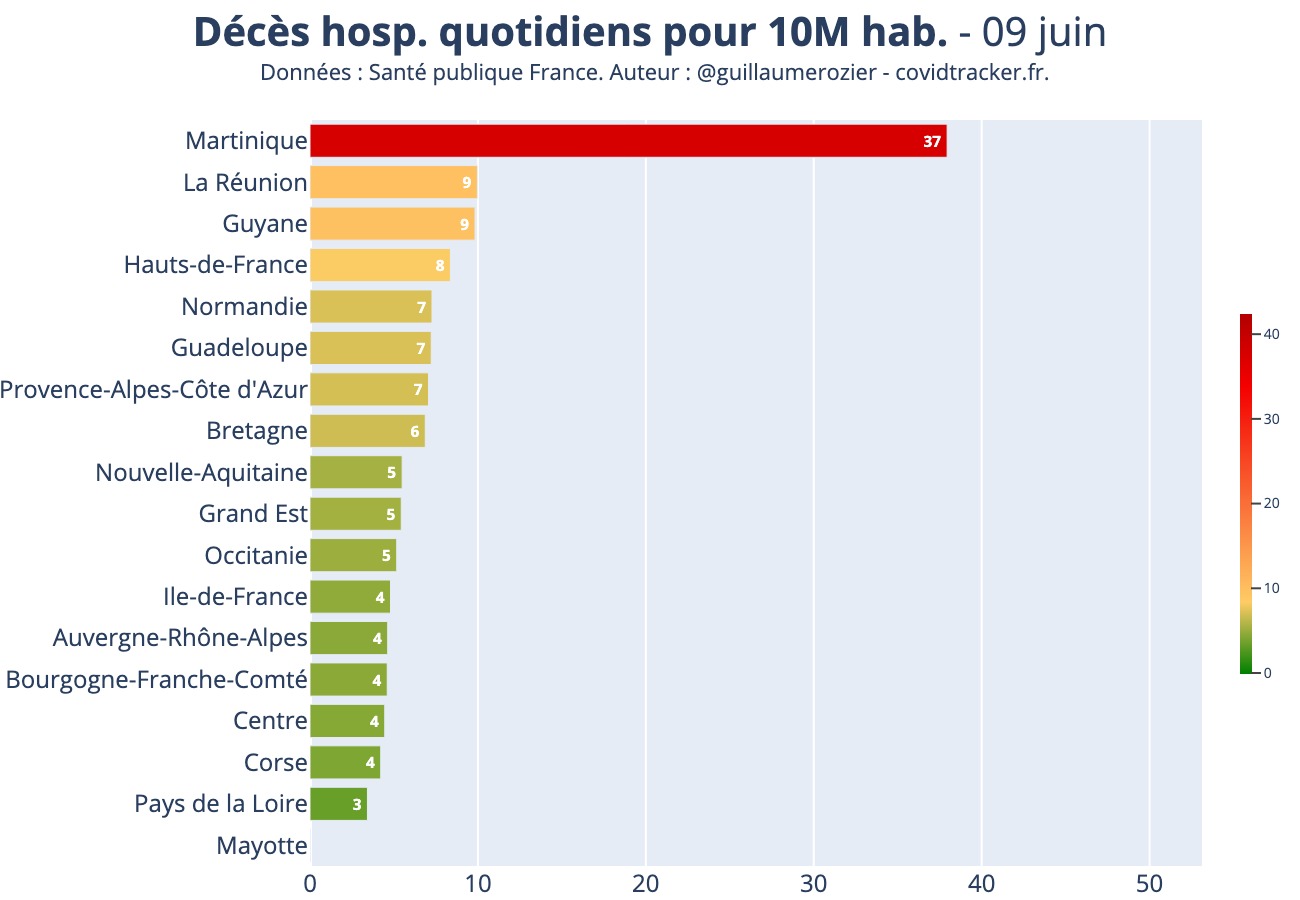 Décès hosp. quotidiens pour 10M hab. - 09 juin
Données : Santé publique France. Auteur : @guillaumerozier - covidtracker.fr.
Martinique 37
La Réunion 9
Guyane 9
Hauts-de-France 8
Normandie 7
Guadeloupe 7
Provence-Alpes-Côte d'Azur 7
Bretagne 6
Nouvelle-Aquitaine 5
Grand Est 5
Occitanie 5
Ile-de-France 4
Auvergne-Rhône-Alpes 4
Bourgogne-Franche-Comté 4
Centre 4
Corse 4
Pays de la Loire 3
Mayotte
0 10 20 30 40 50
40
30
20
10
0